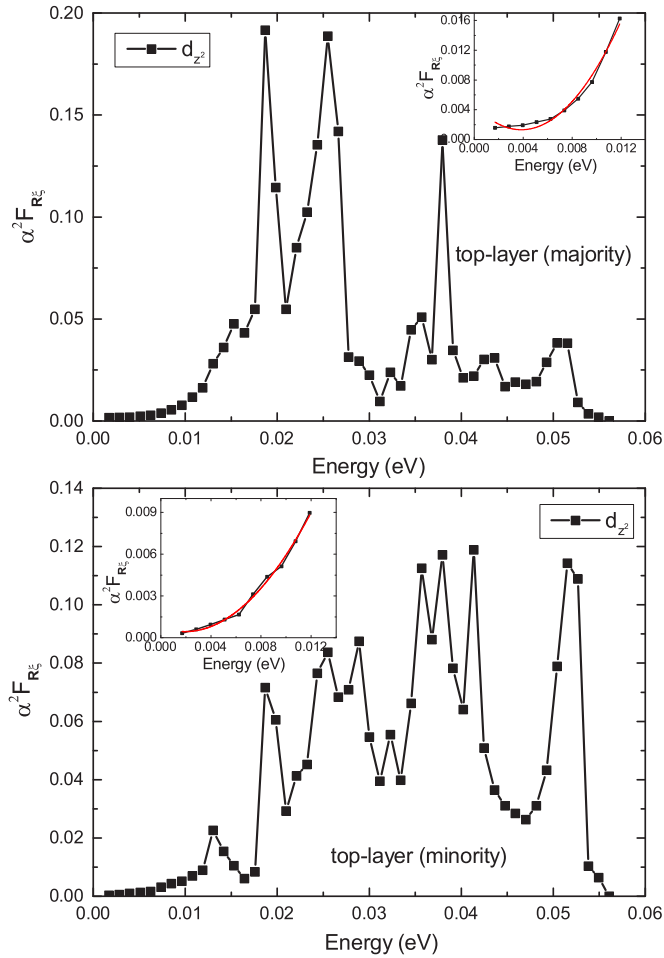 0.20
0.15
0.10
0.05
0.00
α²F_Rξ
d_z²
0.016
0.012
0.008
0.004
0.000
α²F_Rξ
0.000 0.004 0.008 0.012
Energy (eV)
top-layer (majority)
0.00 0.01 0.02 0.03 0.04 0.05 0.06
Energy (eV)
0.14
0.12
0.10
0.08
0.06
0.04
0.02
0.00
α²F_Rξ
0.009
0.006
0.003
0.000
α²F_Rξ
0.000 0.004 0.008 0.012
Energy (eV)
d_z²
top-layer (minority)
0.00 0.01 0.02 0.03 0.04 0.05 0.06
Energy (eV)